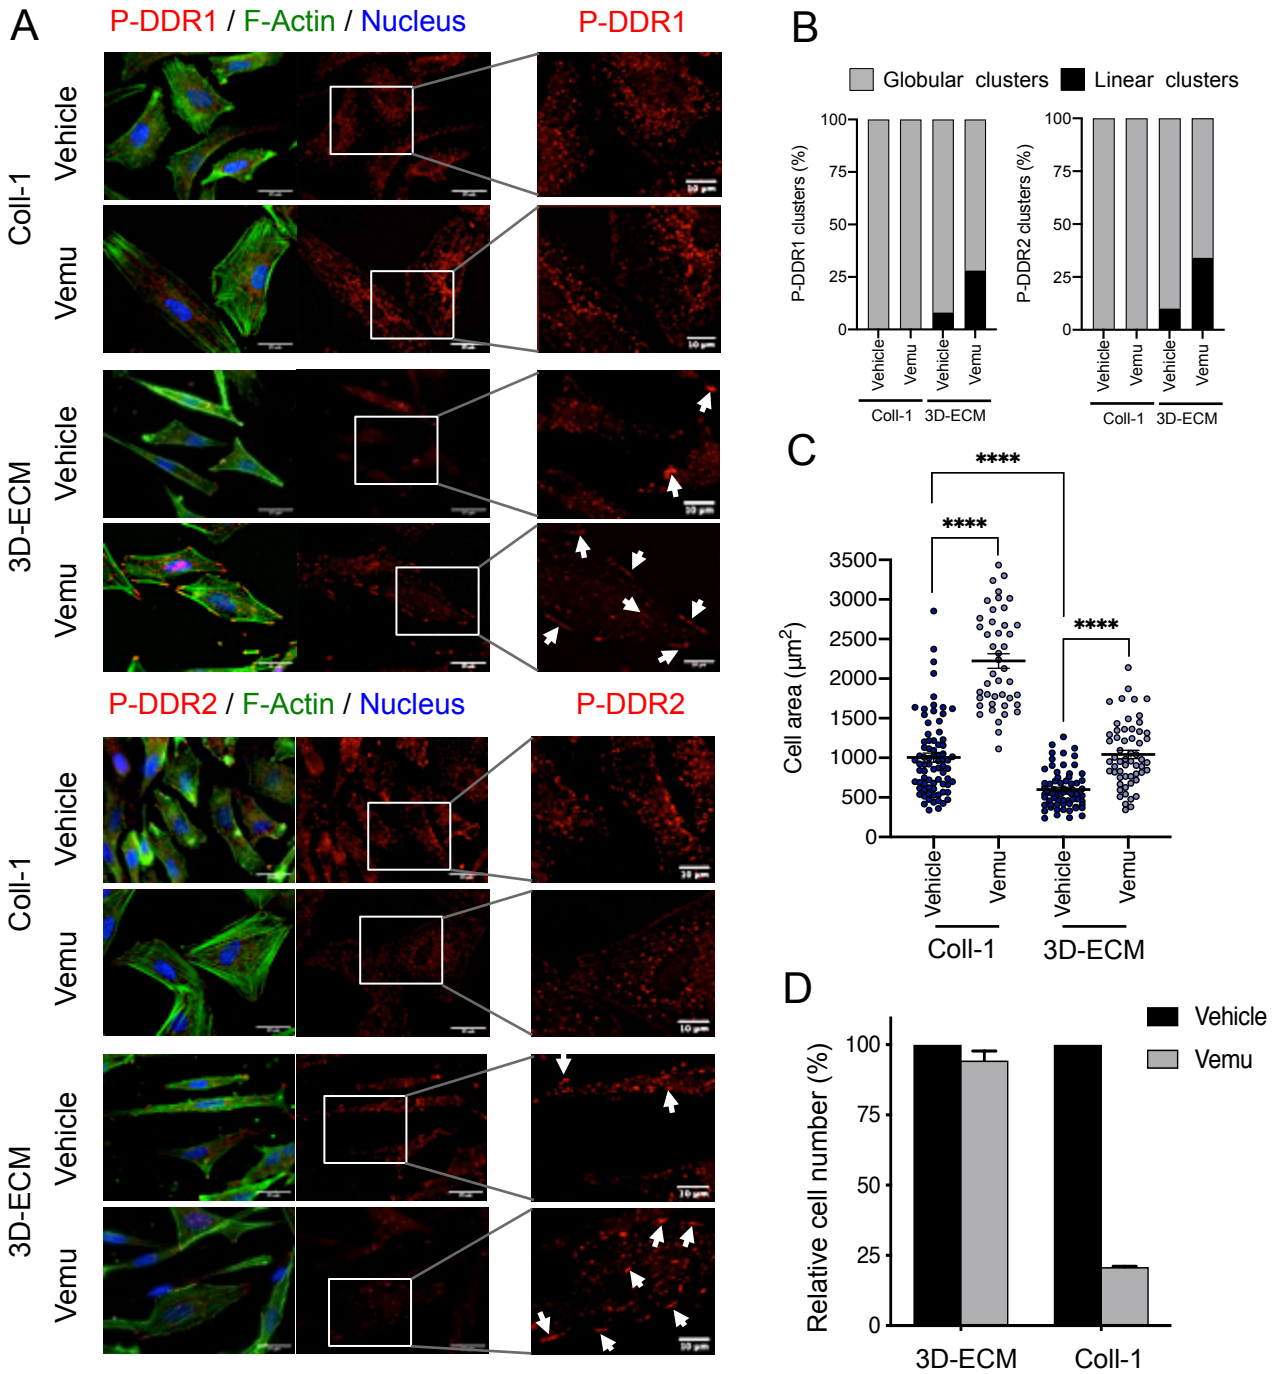 A
P-DDR1 / F-Actin / Nucleus
P-DDR1
Coll-1
Vehicle
10 µm
Vemu
10 µm
3D-ECM
Vehicle
Vemu
P-DDR2 / F-Actin / Nucleus
P-DDR2
Coll-1
Vehicle
10 µm
Vemu
10 µm
3D-ECM
Vehicle
10 µm
Vemu
10 µm
B
Globular clusters
Linear clusters
P-DDR1 clusters (%)
100
75
50
25
0
Vehicle
Vemu
Vehicle
Vemu
Coll-1
3D-ECM
P-DDR2 clusters (%)
100
75
50
25
0
Vehicle
Vemu
Vehicle
Vemu
Coll-1
3D-ECM
C
****
****
****
Cell area (µm²)
3500
3000
2500
2000
1500
1000
500
0
Vehicle
Vemu
Vehicle
Vemu
Coll-1
3D-ECM
D
Vehicle
Vemu
Relative cell number (%)
100
75
50
25
0
3D-ECM
Coll-1